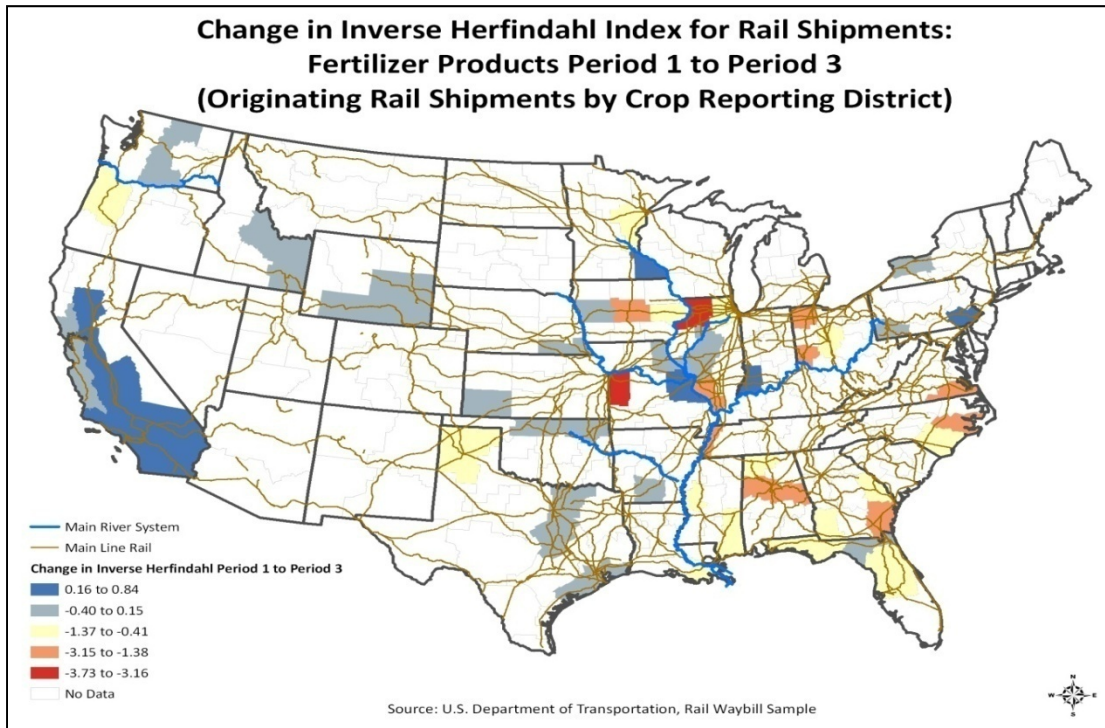 Change in Inverse Herfindahl Index for Rail Shipments:
Fertilizer Products Period 1 to Period 3
(Originating Rail Shipments by Crop Reporting District)
Main River System
Main Line Rail
Change in Inverse Herfindahl Period 1 to Period 3
0.16 to 0.84
-0.40 to 0.15
-1.37 to -0.41
-3.15 to -1.38
-3.73 to -3.16
No Data
Source: U.S. Department of Transportation, Rail Waybill Sample
N
W E
S